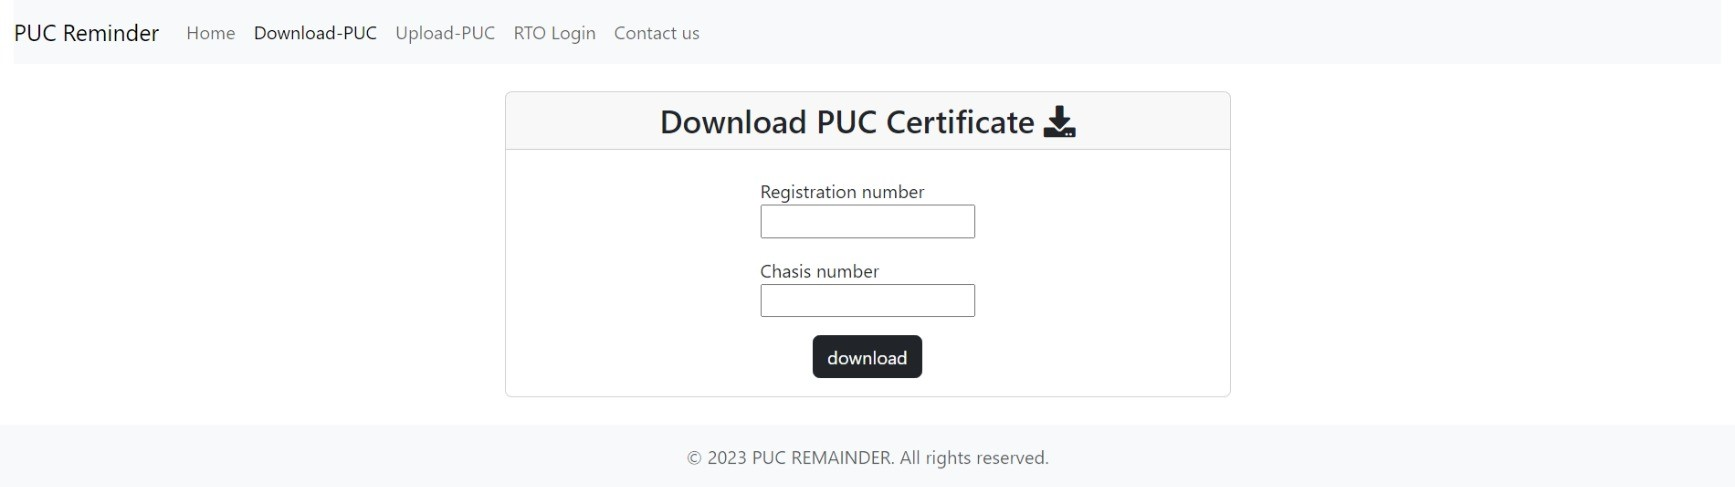 PUC Reminder Home Download-PUC Upload-PUC RTO Login Contact us
Download PUC Certificate
Registration number
Chasis number
download
© 2023 PUC REMAINDER. All rights reserved.